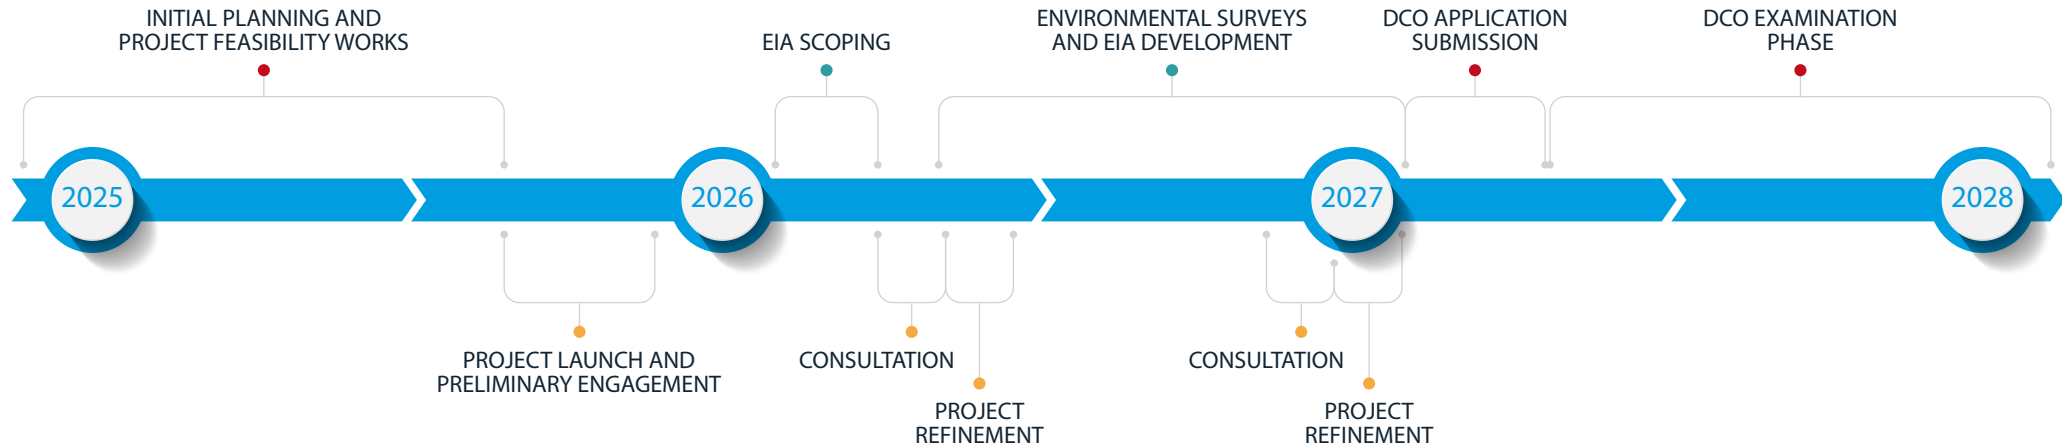 INITIAL PLANNING AND
PROJECT FEASIBILITY WORKS
EIA SCOPING
ENVIRONMENTAL SURVEYS
AND EIA DEVELOPMENT
DCO APPLICATION
SUBMISSION
DCO EXAMINATION
PHASE
2025
2026
2027
2028
PROJECT LAUNCH AND
PRELIMINARY ENGAGEMENT
CONSULTATION
PROJECT
REFINEMENT
CONSULTATION
PROJECT
REFINEMENT